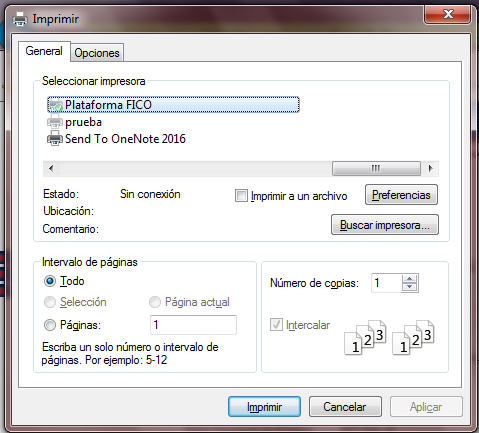 Imprimir
General
Opciones
Seleccionar impresora
Plataforma FICO
prueba
Send To OneNote 2016
Estado: Sin conexión
Imprimir a un archivo
Preferencias
Ubicación:
Comentario:
Buscar impresora...
Intervalo de páginas
Todo
Selección
Página actual
Páginas: 1
Escriba un solo número o intervalo de
páginas. Por ejemplo: 5-12
Número de copias: 1
Intercalar
1 2 3 1 2 3
Imprimir
Cancelar
Aplicar